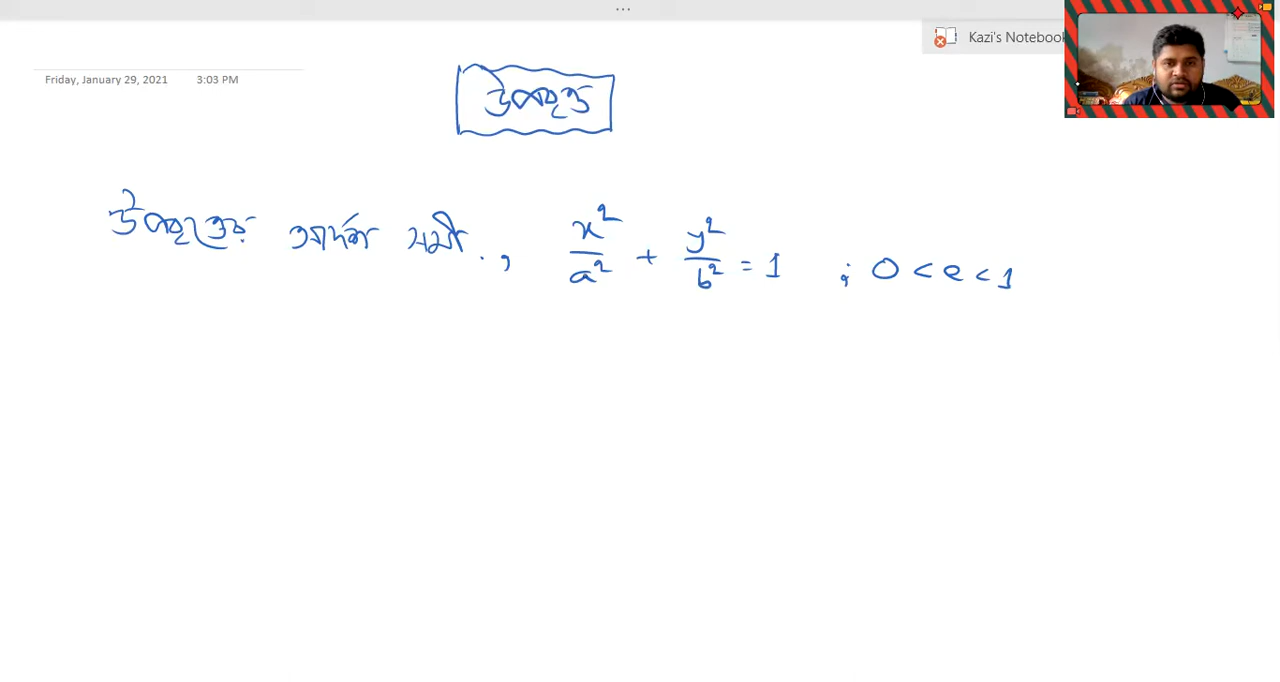 ...
Kazi's Notebook
Friday, January 29, 2021 3:03 PM
উপবৃত্ত
উপবৃত্তের আদর্শ সমী., x²/a² + y²/b² = 1 ; 0 < e < 1